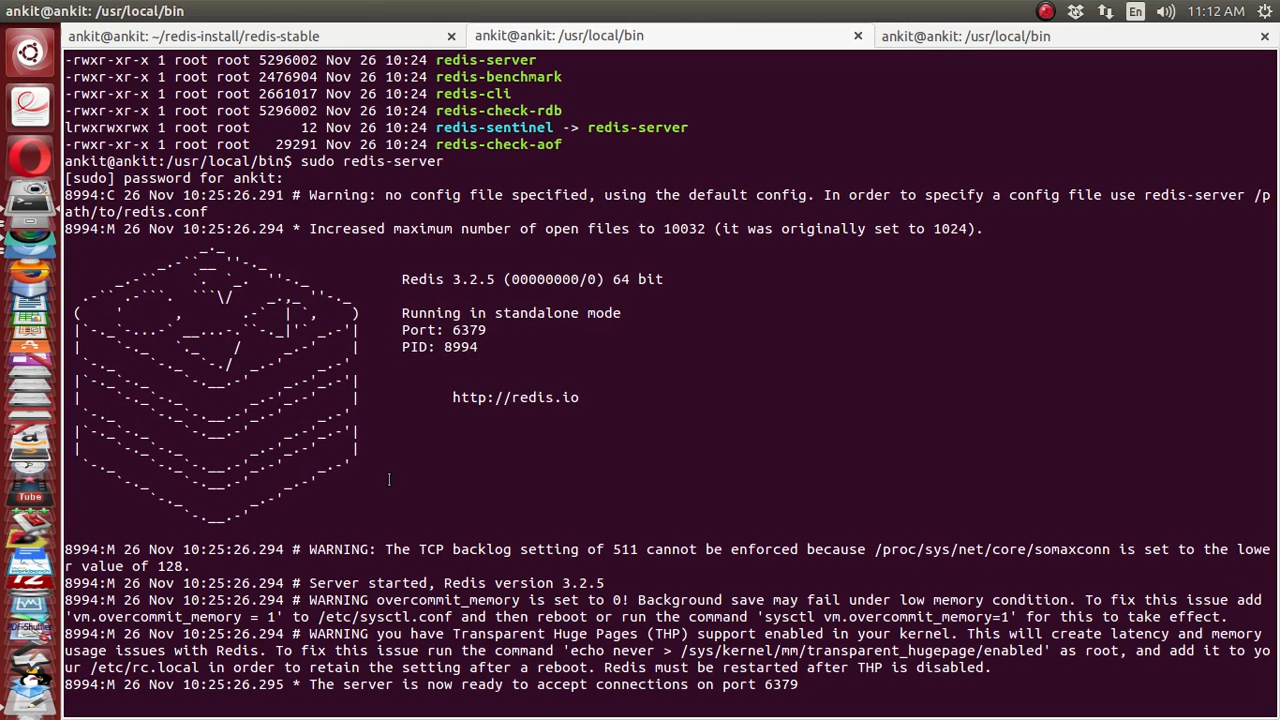 ankit@ankit: /usr/local/bin
En
11:12 AM
ankit@ankit: ~/redis-install/redis-stable
ankit@ankit: /usr/local/bin
ankit@ankit: /usr/local/bin
-rwxr-xr-x 1 root root 5296002 Nov 26 10:24 redis-server
-rwxr-xr-x 1 root root 2476904 Nov 26 10:24 redis-benchmark
-rwxr-xr-x 1 root root 2661017 Nov 26 10:24 redis-cli
-rwxr-xr-x 1 root root 5296002 Nov 26 10:24 redis-check-rdb
lrwxrwxrwx 1 root root      12 Nov 26 10:24 redis-sentinel -> redis-server
-rwxr-xr-x 1 root root   29291 Nov 26 10:24 redis-check-aof
ankit@ankit:/usr/local/bin$ sudo redis-server
[sudo] password for ankit:
8994:C 26 Nov 10:25:26.291 # Warning: no config file specified, using the default config. In order to specify a config file use redis-server /p
ath/to/redis.conf
8994:M 26 Nov 10:25:26.294 * Increased maximum number of open files to 10032 (it was originally set to 1024).
Redis 3.2.5 (00000000/0) 64 bit
Running in standalone mode
Port: 6379
PID: 8994
http://redis.io
8994:M 26 Nov 10:25:26.294 # WARNING: The TCP backlog setting of 511 cannot be enforced because /proc/sys/net/core/somaxconn is set to the lowe
r value of 128.
8994:M 26 Nov 10:25:26.294 # Server started, Redis version 3.2.5
8994:M 26 Nov 10:25:26.294 # WARNING overcommit_memory is set to 0! Background save may fail under low memory condition. To fix this issue add
'vm.overcommit_memory = 1' to /etc/sysctl.conf and then reboot or run the command 'sysctl vm.overcommit_memory=1' for this to take effect.
8994:M 26 Nov 10:25:26.294 # WARNING you have Transparent Huge Pages (THP) support enabled in your kernel. This will create latency and memory
usage issues with Redis. To fix this issue run the command 'echo never > /sys/kernel/mm/transparent_hugepage/enabled' as root, and add it to yo
ur /etc/rc.local in order to retain the setting after a reboot. Redis must be restarted after THP is disabled.
8994:M 26 Nov 10:25:26.295 * The server is now ready to accept connections on port 6379
Tube